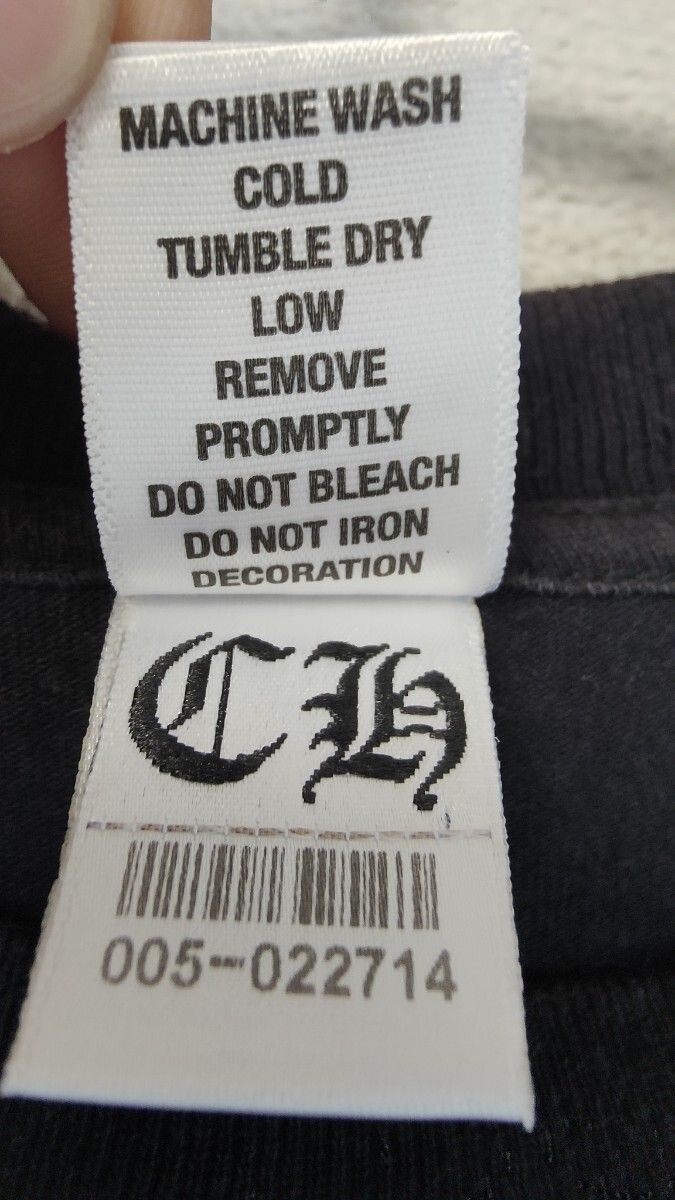 MACHINE WASH
COLD
TUMBLE DRY
LOW
REMOVE
PROMPTLY
DO NOT BLEACH
DO NOT IRON
DECORATION
CH
005-022714